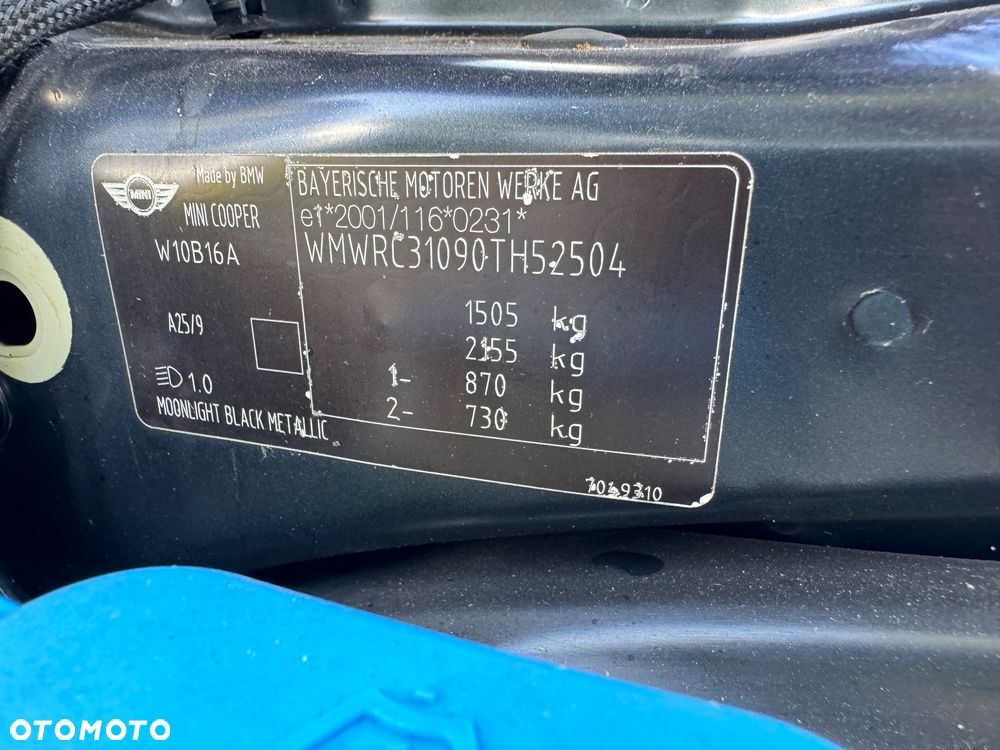 Made by BMW
MINI
MINI COOPER
W10B16A
A25/9
1.0
MOONLIGHT BLACK METALLIC
BAYERISCHE MOTOREN WERKE AG
e1*2001/116*0231*
WMWRC31090TH52504
1505 kg
2155 kg
1- 870 kg
2- 730 kg
OTOMOTO